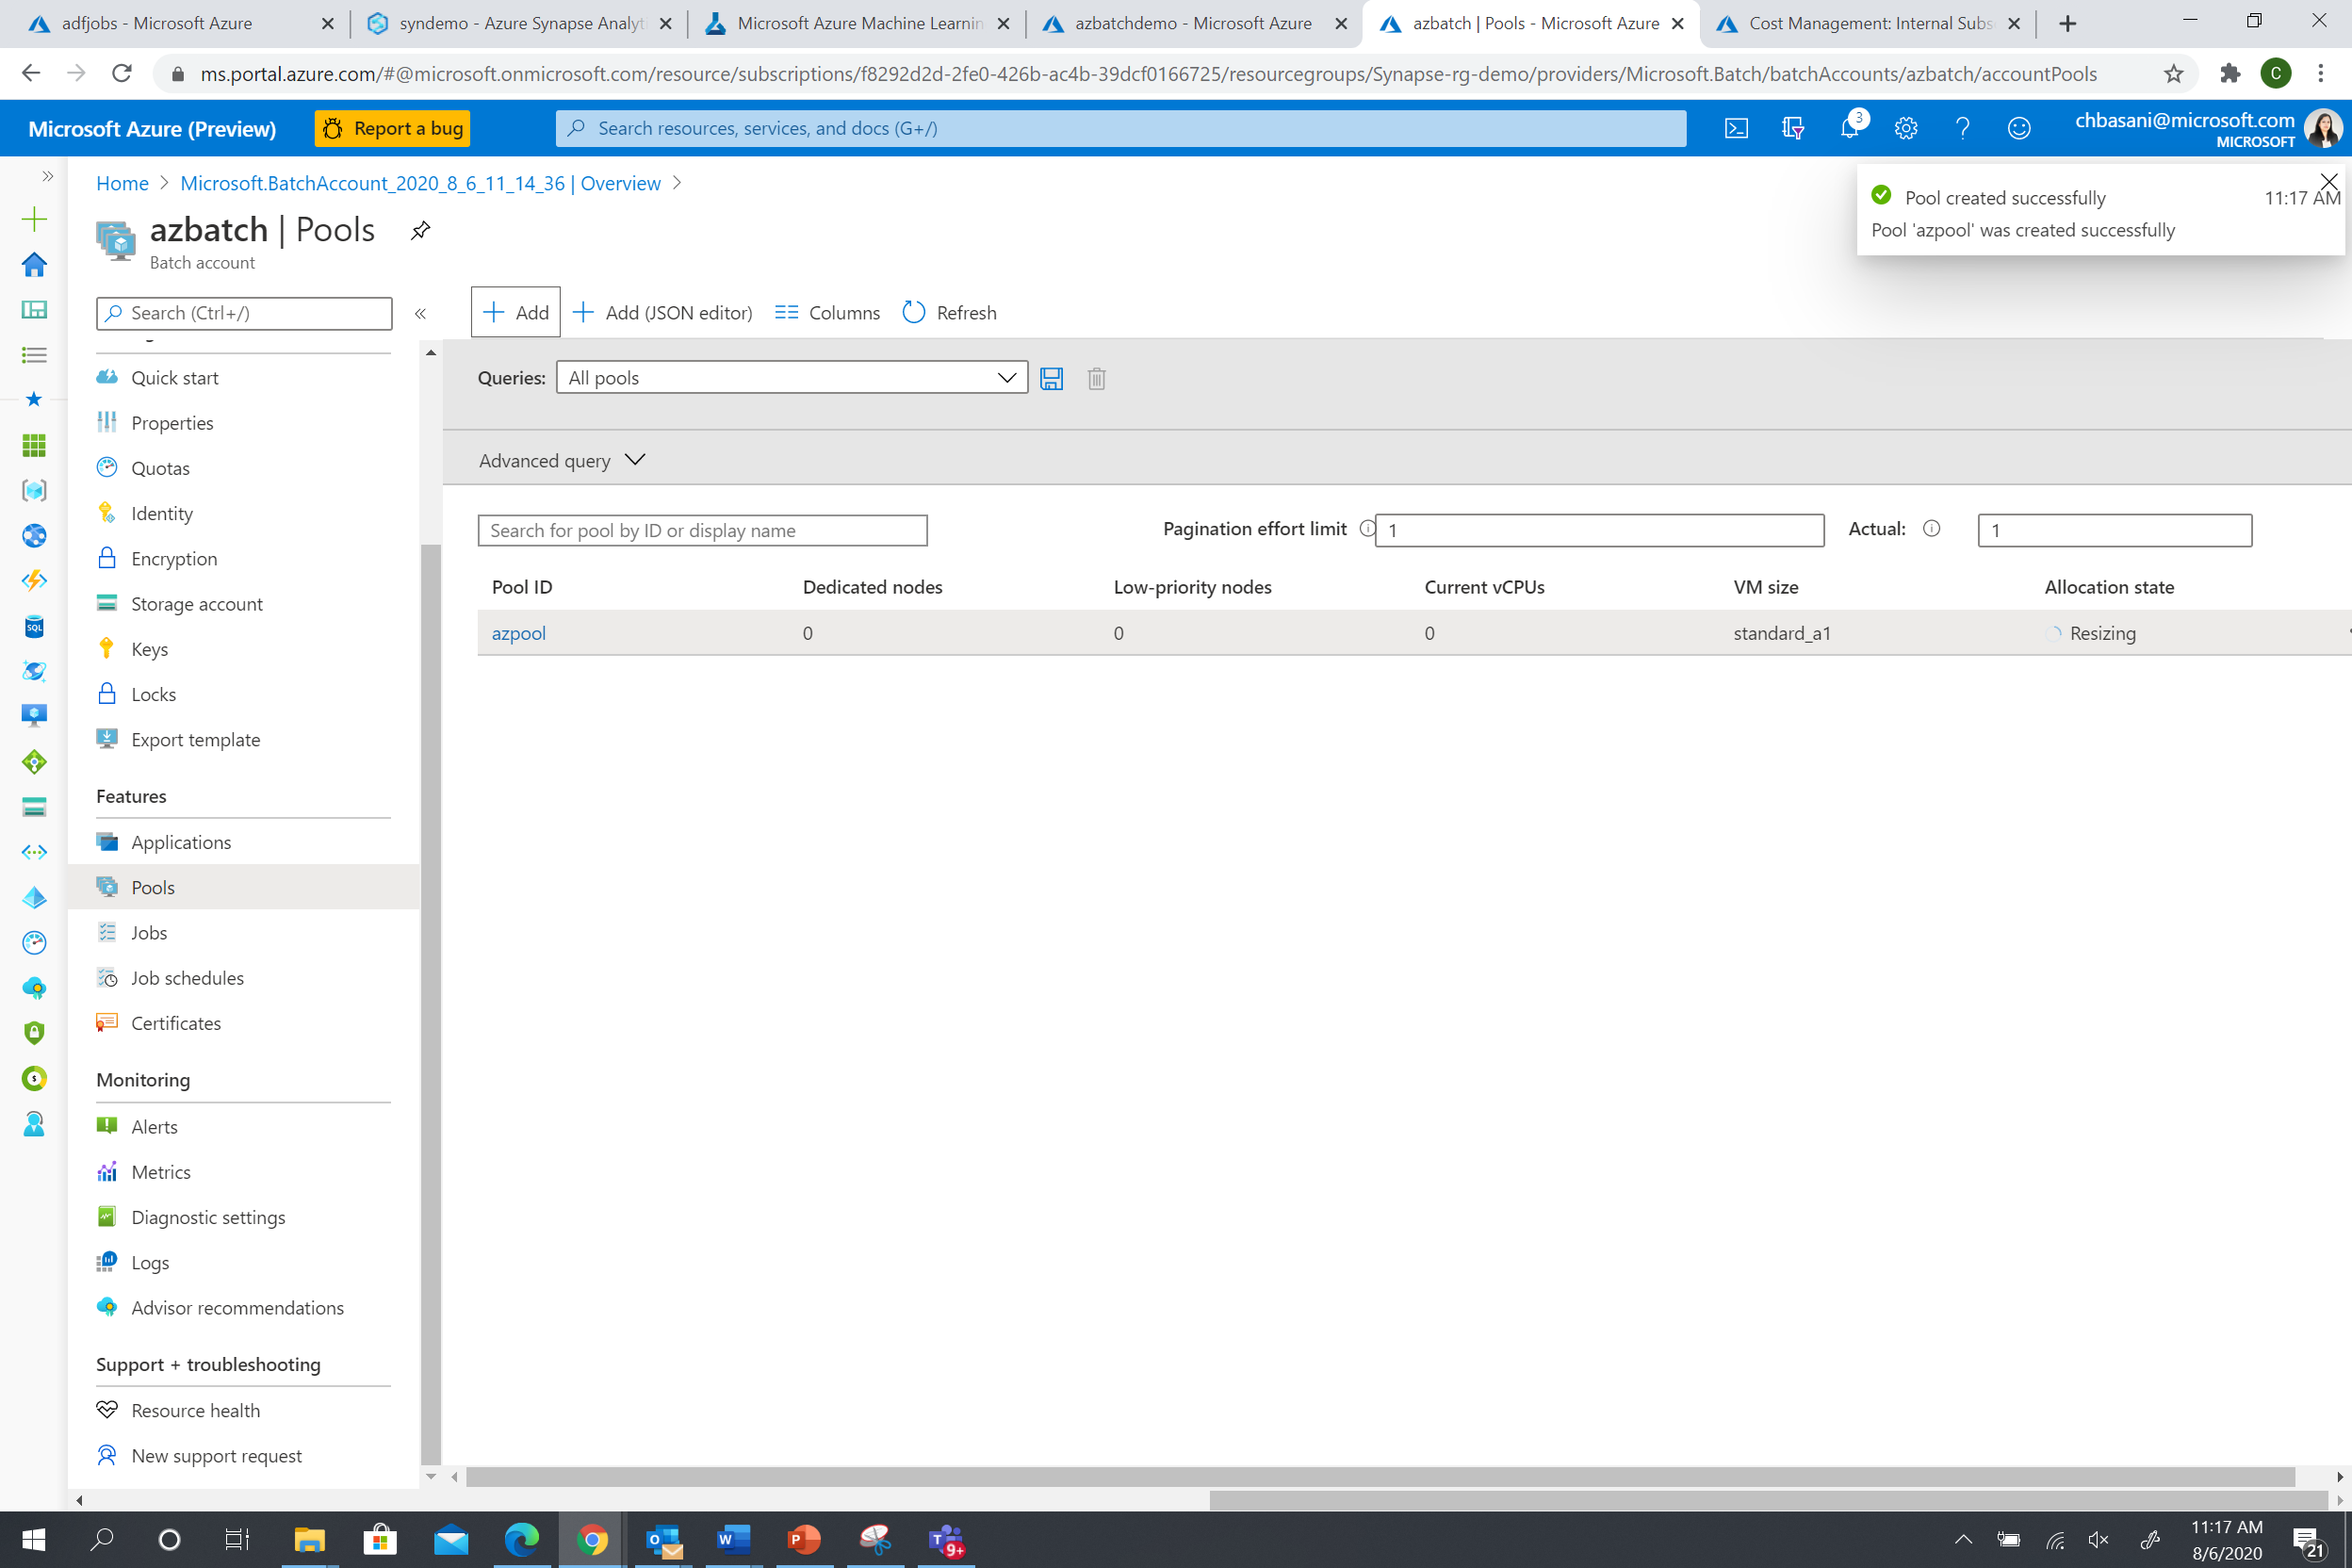 adfjobs - Microsoft Azure
syndemo - Azure Synapse Analyt
Microsoft Azure Machine Learnin
azbatchdemo - Microsoft Azure
azbatch | Pools - Microsoft Azure
Cost Management: Internal Subs
ms.portal.azure.com/#@microsoft.onmicrosoft.com/resource/subscriptions/f8292d2d-2fe0-426b-ac4b-39dcf0166725/resourcegroups/Synapse-rg-demo/providers/Microsoft.Batch/batchAccounts/azbatch/accountPools
C
Microsoft Azure (Preview)
Report a bug
Search resources, services, and docs (G+/)
3
chbasani@microsoft.com
MICROSOFT
Home > Microsoft.BatchAccount_2020_8_6_11_14_36 | Overview >
Pool created successfully
11:17 AM
Pool 'azpool' was created successfully
azbatch | Pools
Batch account
Search (Ctrl+/)
«
Add
Add (JSON editor)
Columns
Refresh
Queries:
All pools
Advanced query
Search for pool by ID or display name
Pagination effort limit
1
Actual:
1
Pool ID
Dedicated nodes
Low-priority nodes
Current vCPUs
VM size
Allocation state
azpool
0
0
0
standard_a1
Resizing
Quick start
Properties
Quotas
Identity
Encryption
Storage account
Keys
Locks
Export template
Features
Applications
Pools
Jobs
Job schedules
Certificates
Monitoring
Alerts
Metrics
Diagnostic settings
Logs
Advisor recommendations
Support + troubleshooting
Resource health
New support request
SQL
9+
11:17 AM
8/6/2020
21